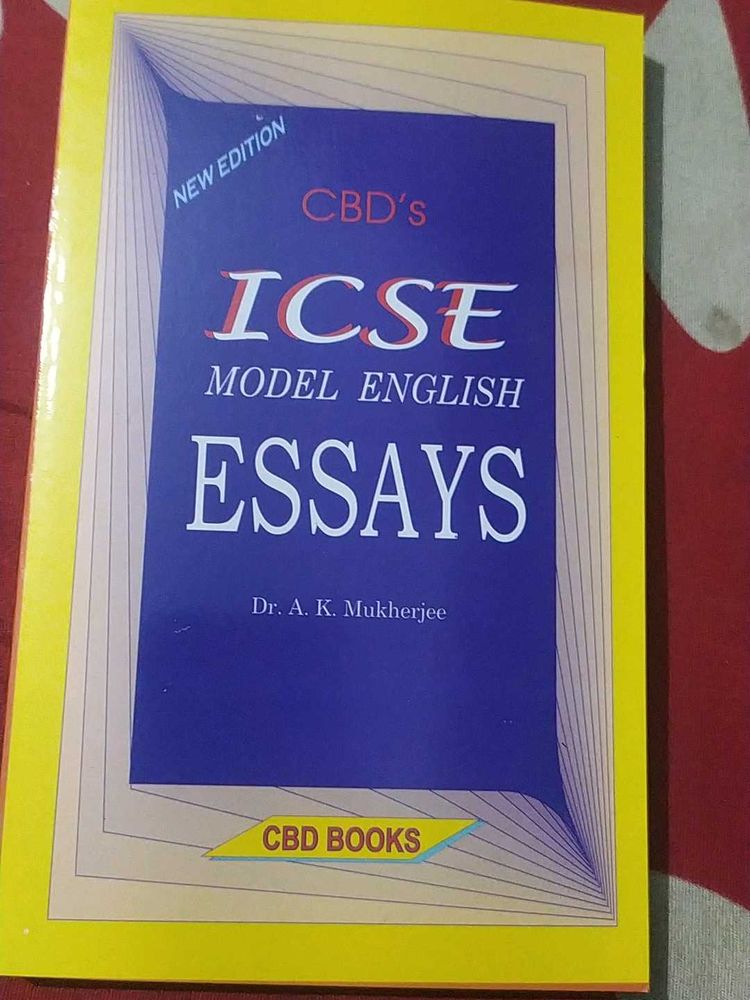 NEW EDITION
CBD's
ICSE
MODEL ENGLISH
ESSAYS
Dr. A. K. Mukherjee
CBD BOOKS